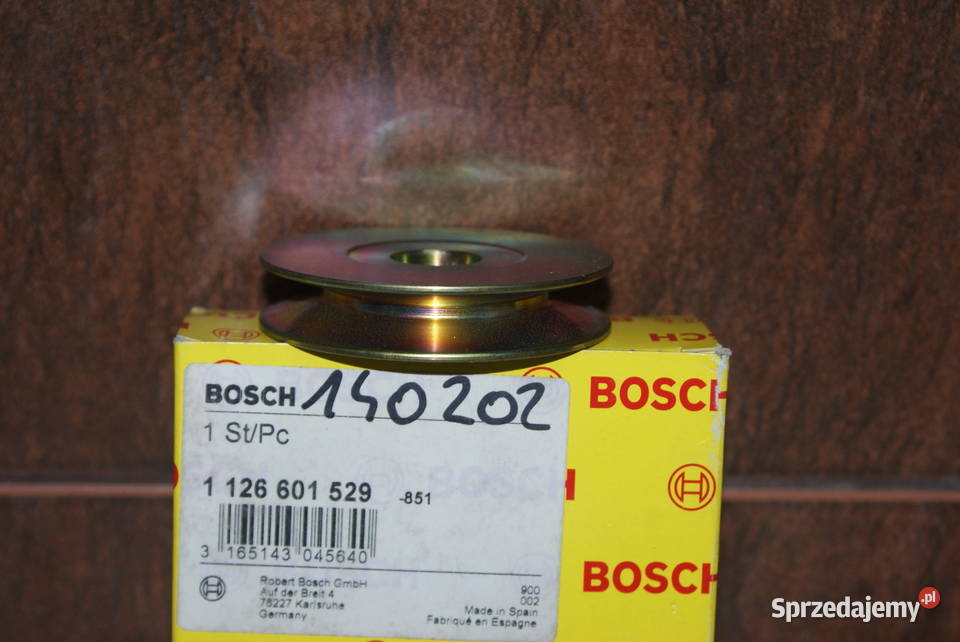 BOSCH 140202
1 St/Pc
1 126 601 529 -851
3 165143 045640
Robert Bosch GmbH
Auf der Breit 4
76227 Karlsruhe
Germany
900
002
Made in Spain
Fabriqué en Espagne
BOSCH
BOSCH
BOSCH
Sprzedajemy.pl